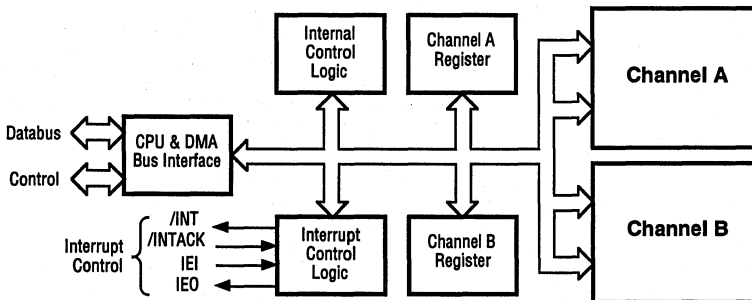 Internal
Control
Logic
Channel A
Register
Channel A
Databus
CPU & DMA
Bus Interface
Control
Channel B
/INT
/INTACK
IEI
IEO
Interrupt
Control
Interrupt
Control
Logic
Channel B
Register